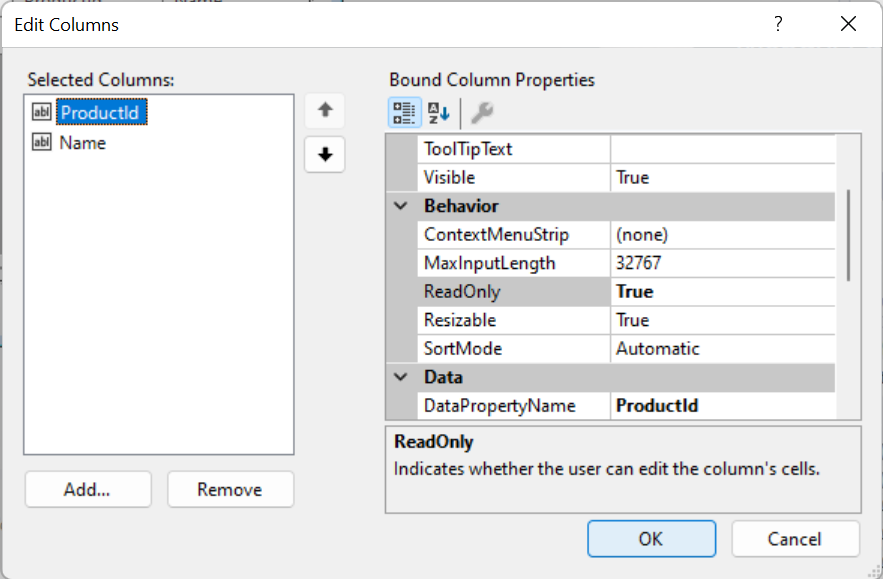 Edit Columns ?
Selected Columns:
abl ProductId
abl Name
Add...
Remove
Bound Column Properties
A
Z
ToolTipText
Visible True
Behavior
ContextMenuStrip (none)
MaxInputLength 32767
ReadOnly True
Resizable True
SortMode Automatic
Data
DataPropertyName ProductId
ReadOnly
Indicates whether the user can edit the column's cells.
OK
Cancel